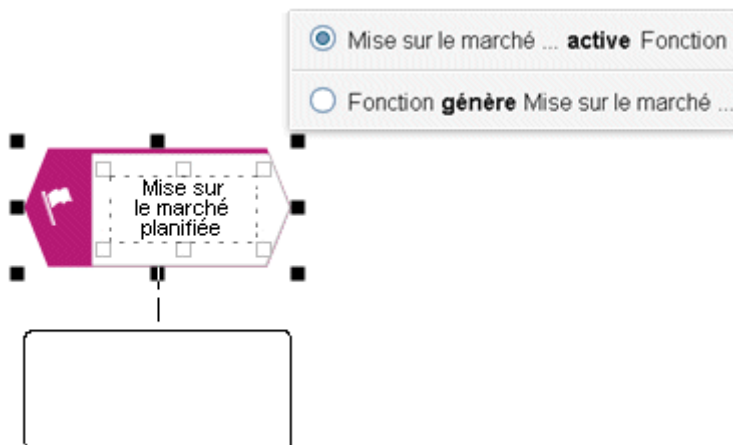 Mise sur le marché ... active Fonction
Fonction génère Mise sur le marché ...
Mise sur
le marché
planifiée